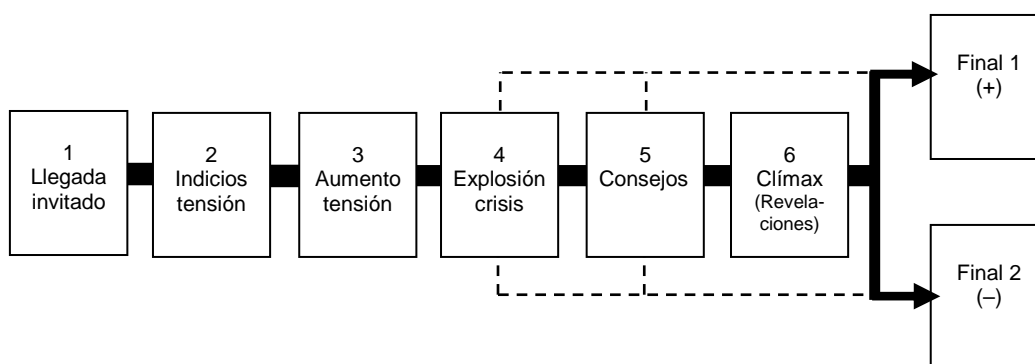 1
Llegada
invitado
2
Indicios
tensión
3
Aumento
tensión
4
Explosión
crisis
5
Consejos
6
Clímax
(Revela-
ciones)
Final 1
(+)
Final 2
(–)